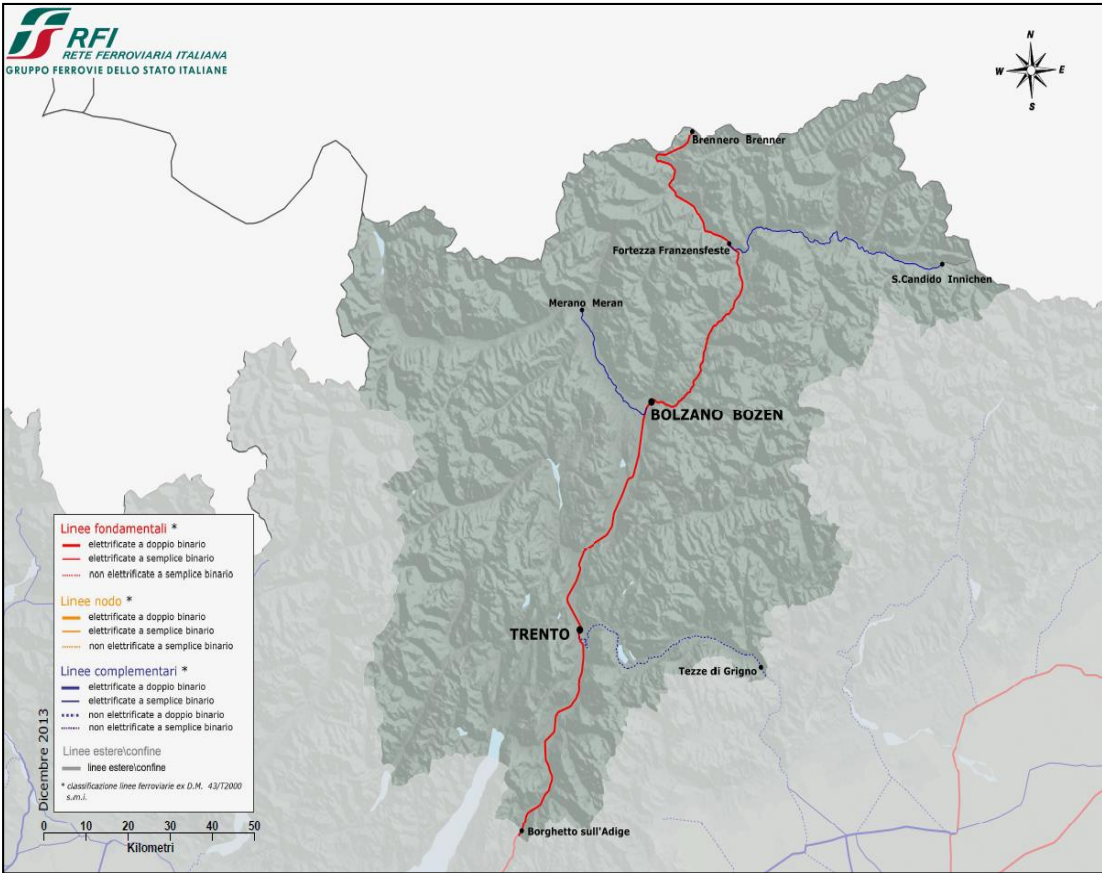 RFI
RETE FERROVIARIA ITALIANA
GRUPPO FERROVIE DELLO STATO ITALIANE
N
W E
S
Brennero Brenner
Fortezza Franzensfeste
S.Candido Innichen
Merano Meran
BOLZANO BOZEN
TRENTO
Tezze di Grigno
Borghetto sull'Adige
Linee fondamentali *
elettrificate a doppio binario
elettrificate a semplice binario
non elettrificate a semplice binario
Linee nodo *
elettrificate a doppio binario
elettrificate a semplice binario
non elettrificate a semplice binario
Linee complementari *
elettrificate a doppio binario
elettrificate a semplice binario
non elettrificate a doppio binario
non elettrificate a semplice binario
Linee estere\confine
linee estere\confine
* classificazione linee ferroviarie ex D.M. 43/T2000
s.m.i.
Dicembre 2013
0 10 20 30 40 50
Kilometri